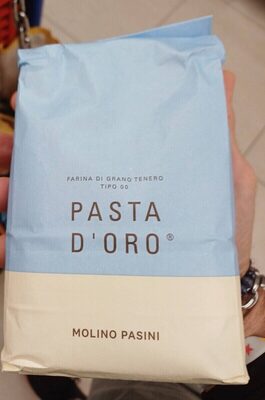 FARINA DI GRANO TENERO
TIPO 00
PASTA
D'ORO®
MOLINO PASINI